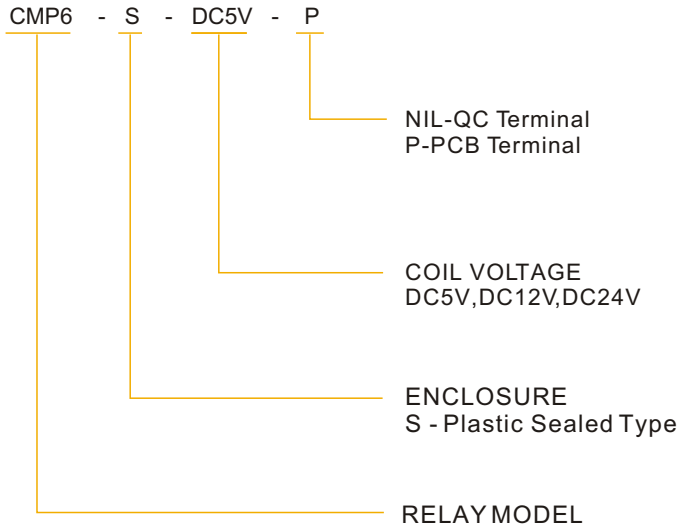 CMP6 - S - DC5V - P
NIL-QC Terminal
P-PCB Terminal
COIL VOLTAGE
DC5V,DC12V,DC24V
ENCLOSURE
S - Plastic Sealed Type
RELAY MODEL